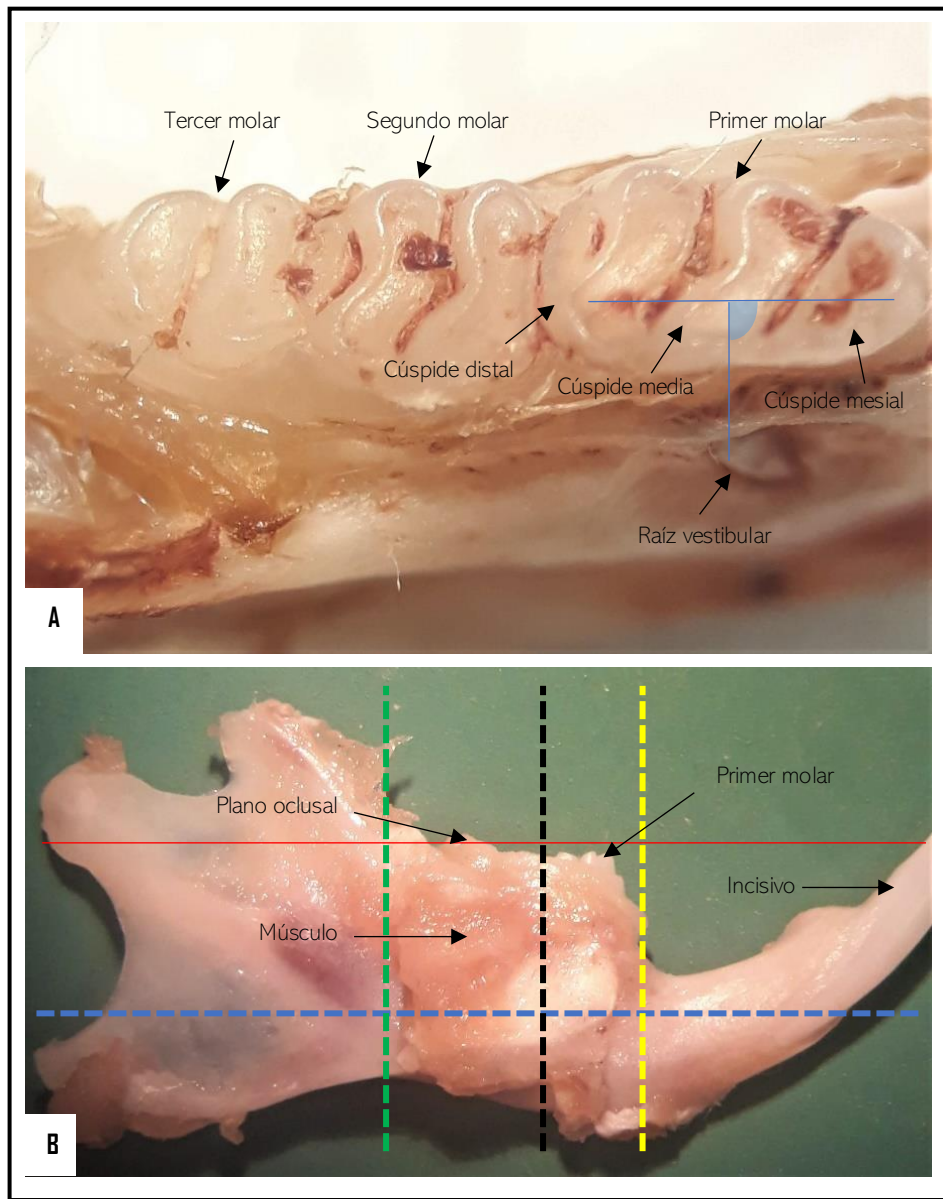 Tercer molar
Segundo molar
Primer molar
Cúspide distal
Cúspide media
Cúspide mesial
Raíz vestibular
A
Primer molar
Plano oclusal
Incisivo
Músculo
B